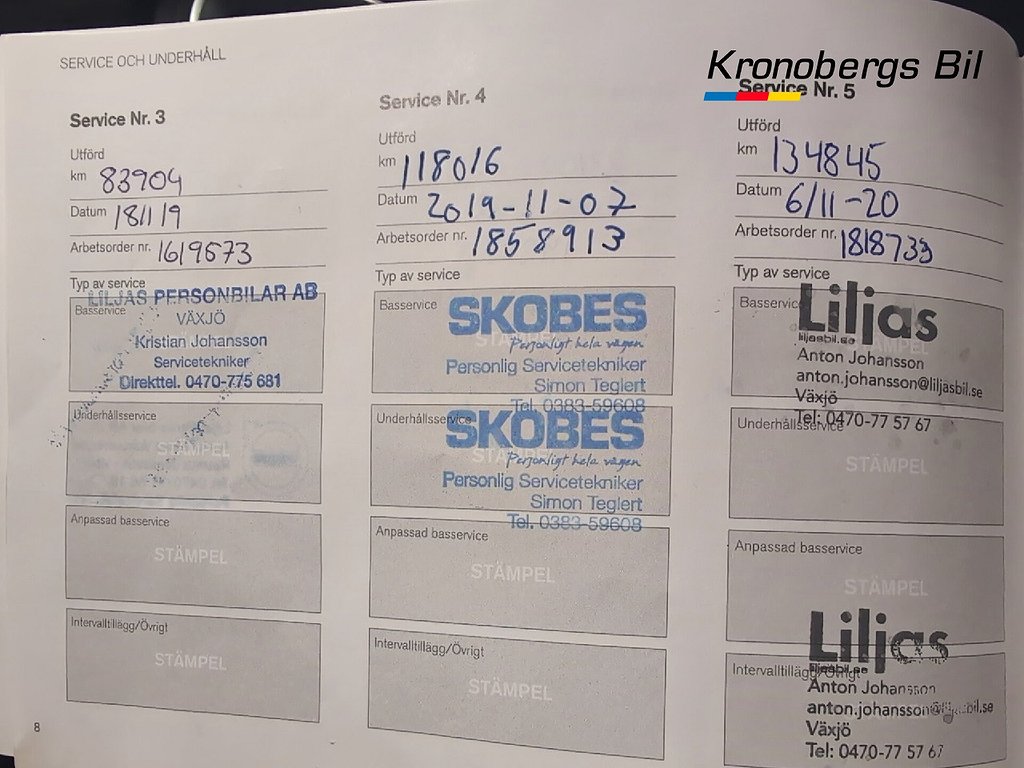 SERVICE OCH UNDERHÅLL
Kronobergs Bil
Service Nr. 3
Utförd
km 83904
Datum 18/1 19
Arbetsorder nr. 1619673
Typ av service
Basservice
LILJAS PERSONBILAR AB
VÄXJÖ
Kristian Johansson
Servicetekniker
Direkttel. 0470-775 681
Underhållsservice
STÄMPEL
Anpassad basservice
STÄMPEL
Intervalltillägg/Övrigt
STÄMPEL
Service Nr. 4
Utförd
km 118016
Datum 2019-11-07
Arbetsorder nr. 1858913
Typ av service
Basservice
SKOBES
Personligt hela vägen
Personlig Servicetekniker
Simon Teglert
Tel. 0383-59608
Underhållsservice
SKOBES
Personligt hela vägen
Personlig Servicetekniker
Simon Teglert
Tel. 0383-59608
Anpassad basservice
STÄMPEL
Intervalltillägg/Övrigt
STÄMPEL
Service Nr. 5
Utförd
km 134845
Datum 6/11-20
Arbetsorder nr. 1818733
Typ av service
Basservice
Liljas
liljasbil.se
Anton Johansson
anton.johansson@liljasbil.se
Växjö
Tel: 0470-77 57 67
Underhållsservice
STÄMPEL
Anpassad basservice
STÄMPEL
Intervalltillägg/Övrigt
Liljas
liljasbil.se
Anton Johansson
anton.johansson@liljasbil.se
Växjö
Tel: 0470-77 57 67
8